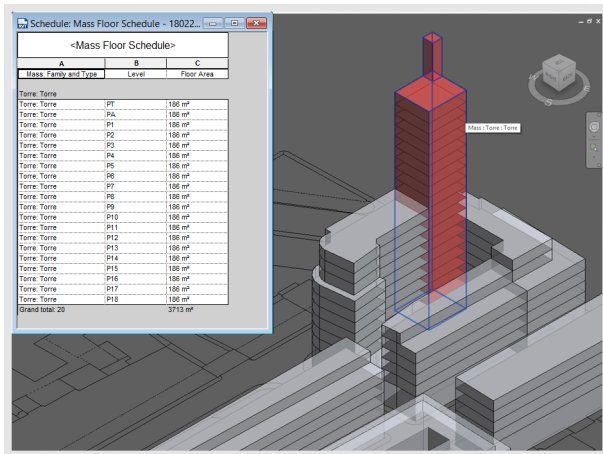 Schedule: Mass Floor Schedule - 18022...
<Mass Floor Schedule>
A B C
Mass: Family and Type Level Floor Area
Torre: Torre
Torre: Torre PT 186 m²
Torre: Torre PA 186 m²
Torre: Torre P1 186 m²
Torre: Torre P2 186 m²
Torre: Torre P3 186 m²
Torre: Torre P4 186 m²
Torre: Torre P5 186 m²
Torre: Torre P6 186 m²
Torre: Torre P7 186 m²
Torre: Torre P8 186 m²
Torre: Torre P9 186 m²
Torre: Torre P10 186 m²
Torre: Torre P11 186 m²
Torre: Torre P12 186 m²
Torre: Torre P13 186 m²
Torre: Torre P14 186 m²
Torre: Torre P15 186 m²
Torre: Torre P16 186 m²
Torre: Torre P17 186 m²
Torre: Torre P18 186 m²
Grand total: 20 3713 m²
Mass : Torre : Torre